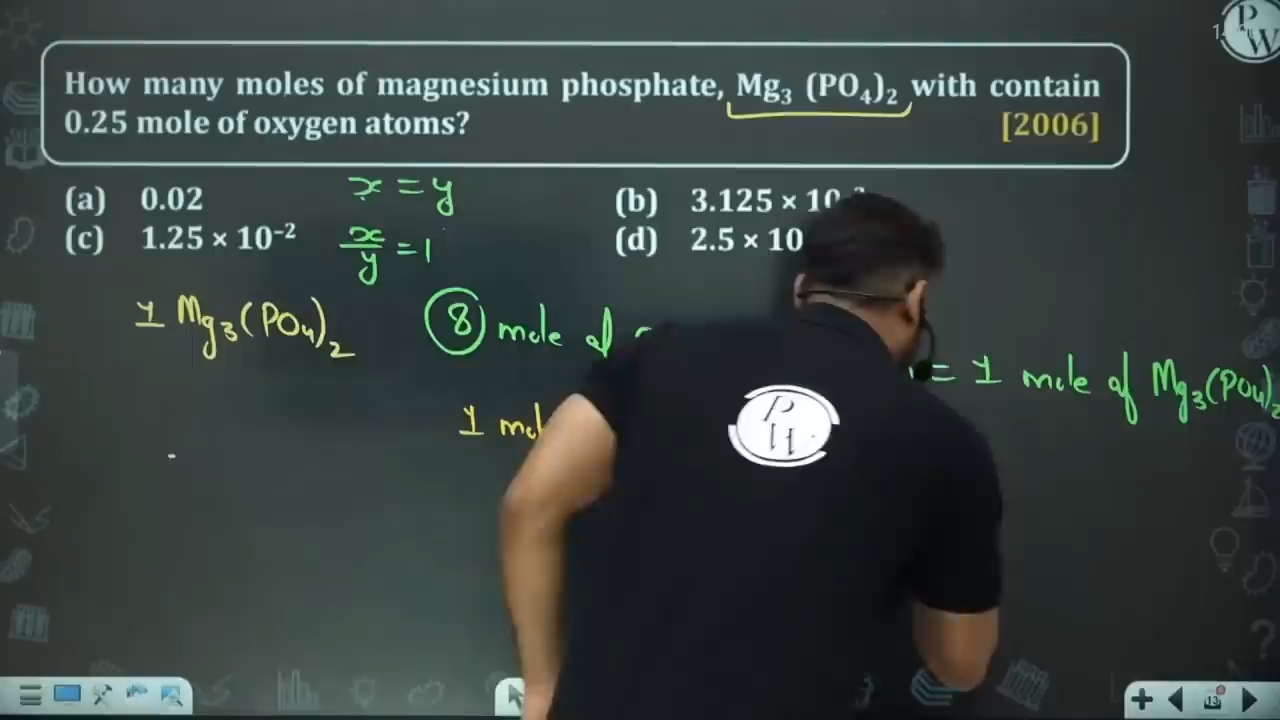 How many moles of magnesium phosphate, Mg₃ (PO₄)₂ with contain
0.25 mole of oxygen atoms? [2006]
(a) 0.02
x = y
(b) 3.125 × 10
(c) 1.25 × 10⁻²
x/y = 1
(d) 2.5 × 10
1 Mg₃(PO₄)₂
8 mole of
= 1 mole of Mg₃(PO₄)₂
1
P
W
P
W
13